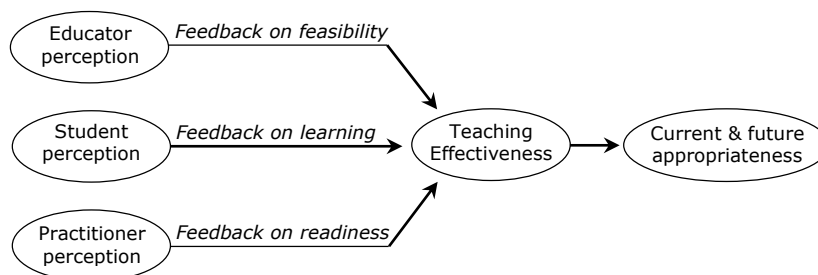 Educator
perception
Feedback on feasibility
Student
perception
Feedback on learning
Teaching
Effectiveness
Current & future
appropriateness
Practitioner
perception
Feedback on readiness